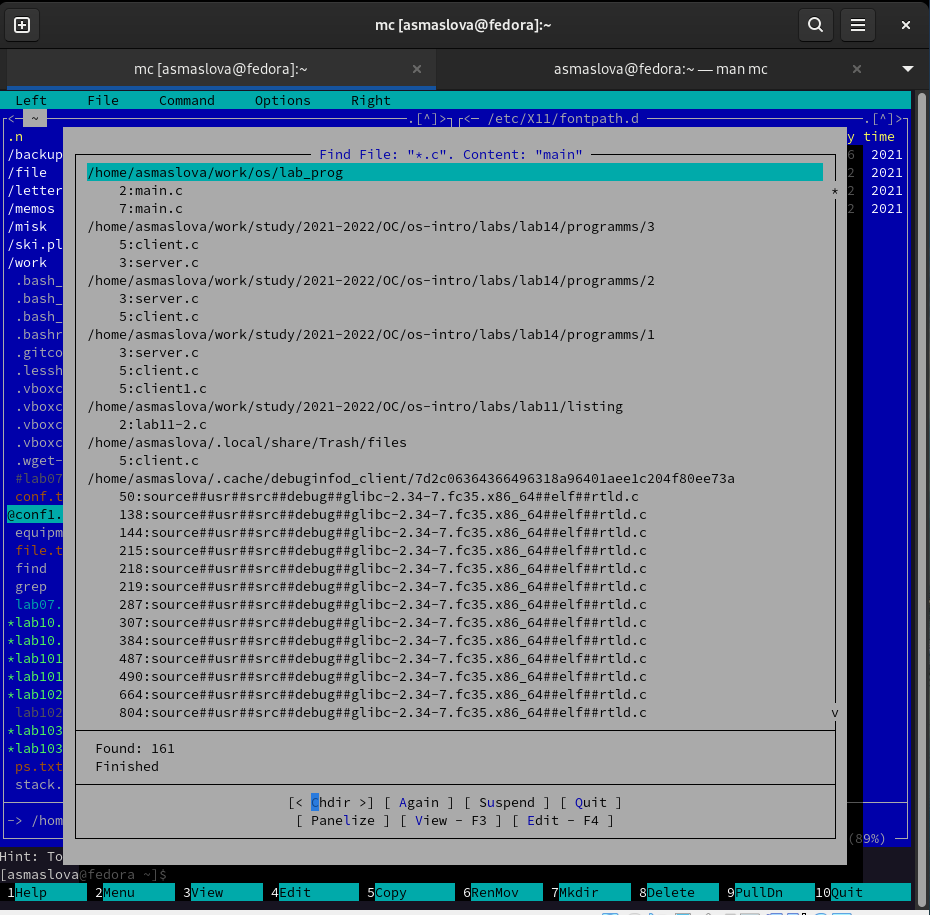 mc [asmaslova@fedora]:~
mc [asmaslova@fedora]:~ asmaslova@fedora:~ — man mc
Left File Command Options Right
~ .[^]> /etc/X11/fontpath.d .[^]>
.n y time
/backup 6 2021
/file 2 2021
/letter 2021
/memos 2 2021
/misk
/ski.pl
/work
.bash_
.bash_
.bash_
.bashr
.gitco
.lessh
.vboxc
.vboxc
.vboxc
.vboxc
.wget-
#lab07
conf.t
@conf1.
equipm
file.t
find
grep
lab07.
*lab10.
*lab10.
*lab101
*lab101
*lab102
lab102
*lab103
*lab103
ps.txt
stack.
-> /hom
Find File: "*.c". Content: "main"
/home/asmaslova/work/os/lab_prog
2:main.c
7:main.c
/home/asmaslova/work/study/2021-2022/OC/os-intro/labs/lab14/programms/3
5:client.c
3:server.c
/home/asmaslova/work/study/2021-2022/OC/os-intro/labs/lab14/programms/2
3:server.c
5:client.c
/home/asmaslova/work/study/2021-2022/OC/os-intro/labs/lab14/programms/1
3:server.c
5:client.c
5:client1.c
/home/asmaslova/work/study/2021-2022/OC/os-intro/labs/lab11/listing
2:lab11-2.c
/home/asmaslova/.local/share/Trash/files
5:client.c
/home/asmaslova/.cache/debuginfod_client/7d2c06364366496318a96401aee1c204f80ee73a
50:source##usr##src##debug##glibc-2.34-7.fc35.x86_64##elf##rtld.c
138:source##usr##src##debug##glibc-2.34-7.fc35.x86_64##elf##rtld.c
144:source##usr##src##debug##glibc-2.34-7.fc35.x86_64##elf##rtld.c
215:source##usr##src##debug##glibc-2.34-7.fc35.x86_64##elf##rtld.c
218:source##usr##src##debug##glibc-2.34-7.fc35.x86_64##elf##rtld.c
219:source##usr##src##debug##glibc-2.34-7.fc35.x86_64##elf##rtld.c
287:source##usr##src##debug##glibc-2.34-7.fc35.x86_64##elf##rtld.c
307:source##usr##src##debug##glibc-2.34-7.fc35.x86_64##elf##rtld.c
384:source##usr##src##debug##glibc-2.34-7.fc35.x86_64##elf##rtld.c
487:source##usr##src##debug##glibc-2.34-7.fc35.x86_64##elf##rtld.c
490:source##usr##src##debug##glibc-2.34-7.fc35.x86_64##elf##rtld.c
664:source##usr##src##debug##glibc-2.34-7.fc35.x86_64##elf##rtld.c
804:source##usr##src##debug##glibc-2.34-7.fc35.x86_64##elf##rtld.c
Found: 161
Finished
[< Chdir >] [ Again ] [ Suspend ] [ Quit ]
[ Panelize ] [ View - F3 ] [ Edit - F4 ]
(89%)
Hint: To
[asmaslova@fedora ~]$
1Help 2Menu 3View 4Edit 5Copy 6RenMov 7Mkdir 8Delete 9PullDn 10Quit